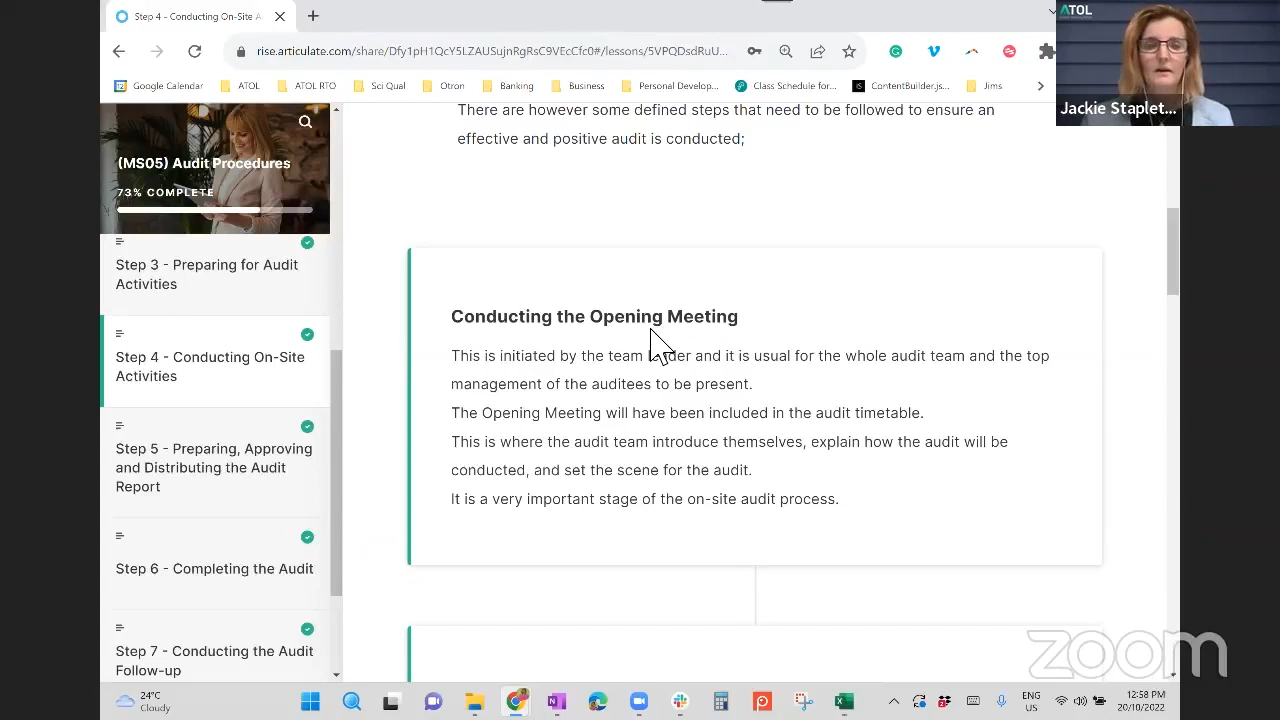 Step 4 - Conducting On-Site A
rise.articulate.com/share/
Google Calendar
ATOL
ATOL RTO
Sci Qual
Otron
Banking
Business
Personal Develop...
Class Schedule for...
ContentBuilder.js...
Jims
ATOL
Jackie Staplet...
(MS05) Audit Procedures
73% COMPLETE
Step 3 - Preparing for Audit
Activities
Step 4 - Conducting On-Site
Activities
Step 5 - Preparing, Approving
and Distributing the Audit
Report
Step 6 - Completing the Audit
Step 7 - Conducting the Audit
Follow-up
There are however some defined steps that need to be followed to ensure an
effective and positive audit is conducted;
Conducting the Opening Meeting
This is initiated by the team and it is usual for the whole audit team and the top
management of the auditees to be present.
The Opening Meeting will have been included in the audit timetable.
This is where the audit team introduce themselves, explain how the audit will be
conducted, and set the scene for the audit.
It is a very important stage of the on-site audit process.
zoom
24°C
Cloudy
ENG
US
12:58 PM
20/10/2022